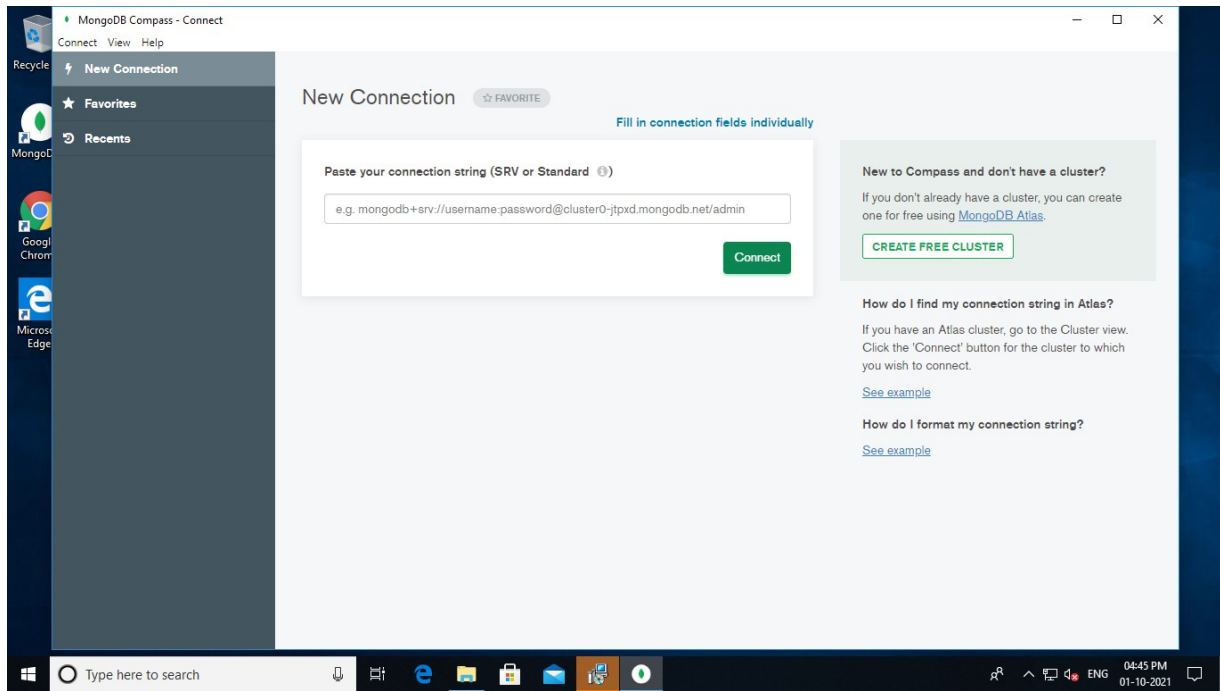 MongoDB Compass - Connect
Connect View Help
Recycle
New Connection
Favorites
Recents
MongoD
Googl
Chrom
Micros
Edge
New Connection
FAVORITE
Fill in connection fields individually
Paste your connection string (SRV or Standard )
e.g. mongodb+srv://username:password@cluster0-jtpxd.mongodb.net/admin
Connect
New to Compass and don't have a cluster?
If you don't already have a cluster, you can create
one for free using MongoDB Atlas.
CREATE FREE CLUSTER
How do I find my connection string in Atlas?
If you have an Atlas cluster, go to the Cluster view.
Click the 'Connect' button for the cluster to which
you wish to connect.
See example
How do I format my connection string?
See example
Type here to search
ENG
04:45 PM
01-10-2021